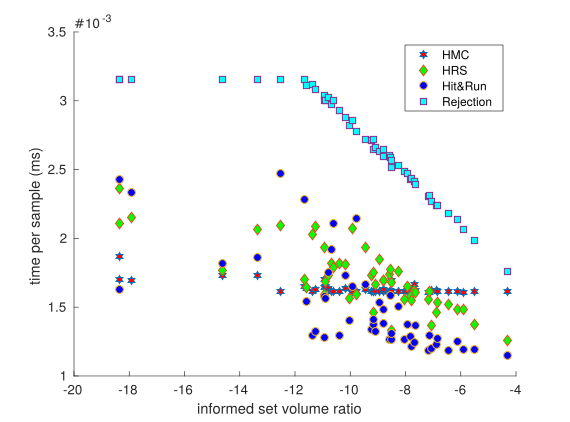 #10 -3
3.5
3
2.5
2
1.5
1
time per sample (ms)
HMC
HRS
Hit&Run
Rejection
-20 -18 -16 -14 -12 -10 -8 -6 -4
informed set volume ratio